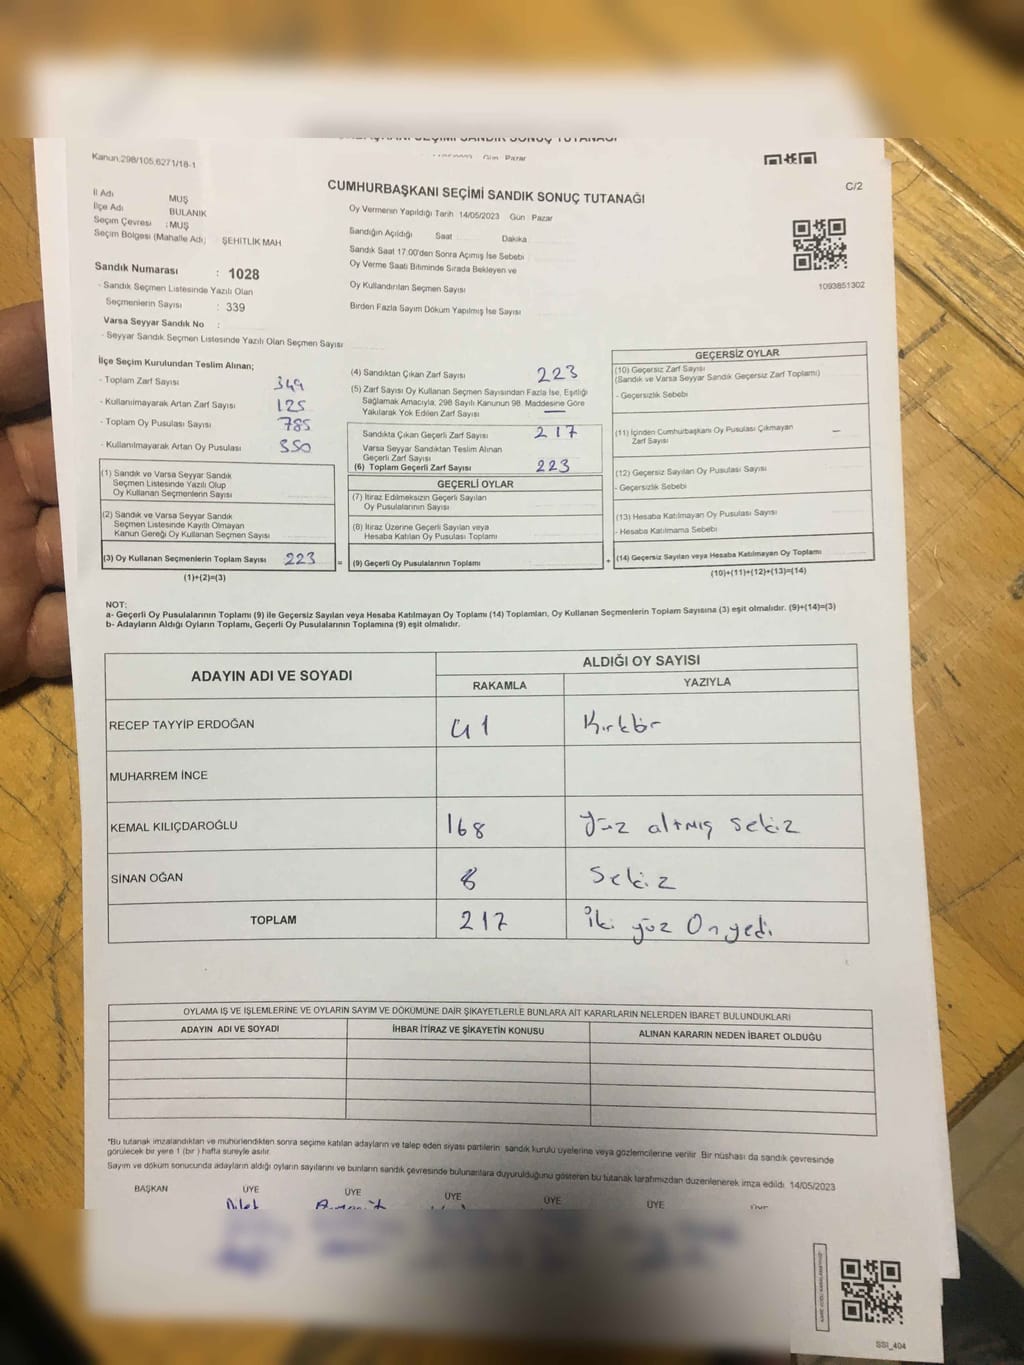 Kanun:298/105,6271/18-1
Gün: Pazar
CUMHURBAŞKANI SEÇİMİ SANDIK SONUÇ TUTANAĞI
C/2
İl Adı MUŞ
İlçe Adı BULANIK
Seçim Çevresi : MUŞ
Seçim Bölgesi (Mahalle Adı) : ŞEHİTLİK MAH
Sandık Numarası : 1028
- Sandık Seçmen Listesinde Yazılı Olan
Seçmenlerin Sayısı : 339
Varsa Seyyar Sandık No :
- Seyyar Sandık Seçmen Listesinde Yazılı Olan Seçmen Sayısı
Oy Vermenin Yapıldığı Tarih 14/05/2023 Gün : Pazar
Sandığın Açıldığı Saat Dakika
Sandık Saat 17:00'den Sonra Açımış İse Sebebi
Oy Verme Saati Bitiminde Sırada Bekleyen ve
Oy Kullandırılan Seçmen Sayısı
Birden Fazla Sayım Döküm Yapılmış İse Sayısı
1093851302
İlçe Seçim Kurulundan Teslim Alınan;
- Toplam Zarf Sayısı 349
- Kullanılmayarak Artan Zarf Sayısı 125
- Toplam Oy Pusulası Sayısı 785
- Kullanılmayarak Artan Oy Pusulası 550
(1) Sandık ve Varsa Seyyar Sandık
Seçmen Listesinde Yazılı Olup
Oy Kullanan Seçmenlerin Sayısı
(2) Sandık ve Varsa Seyyar Sandık
Seçmen Listesinde Kayıtlı Olmayan
Kanun Gereği Oy Kullanan Seçmen Sayısı
(3) Oy Kullanan Seçmenlerin Toplam Sayısı 223
(1)+(2)=(3)
(4) Sandıktan Çıkan Zarf Sayısı 223
(5) Zarf Sayısı Oy Kullanan Seçmen Sayısından Fazla İse, Eşitliği
Sağlamak Amacıyla, 298 Sayılı Kanunun 98. Maddesine Göre
Yakılarak Yok Edilen Zarf Sayısı —
Sandıkta Çıkan Geçerli Zarf Sayısı 217
Varsa Seyyar Sandıktan Teslim Alınan
Geçerli Zarf Sayısı
(6) Toplam Geçerli Zarf Sayısı 223
GEÇERLİ OYLAR
(7) İtiraz Edilmeksizin Geçerli Sayılan
Oy Pusulalarının Sayısı
(8) İtiraz Üzerine Geçerli Sayılan veya
Hesaba Katılan Oy Pusulası Toplamı
= (9) Geçerli Oy Pusulalarının Toplamı
GEÇERSİZ OYLAR
(10) Geçersiz Zarf Sayısı
(Sandık ve Varsa Seyyar Sandık Geçersiz Zarf Toplamı)
- Geçersizlik Sebebi
(11) İçinden Cumhurbaşkanı Oy Pusulası Çıkmayan
Zarf Sayısı —
(12) Geçersiz Sayılan Oy Pusulası Sayısı
- Geçersizlik Sebebi
(13) Hesaba Katılmayan Oy Pusulası Sayısı
- Hesaba Katılmama Sebebi
+ (14) Geçersiz Sayılan veya Hesaba Katılmayan Oy Toplamı
(10)+(11)+(12)+(13)=(14)
NOT:
a- Geçerli Oy Pusulalarının Toplamı (9) ile Geçersiz Sayılan veya Hesaba Katılmayan Oy Toplamı (14) Toplamları, Oy Kullanan Seçmenlerin Toplam Sayısına (3) eşit olmalıdır. (9)+(14)=(3)
b- Adayların Aldığı Oyların Toplamı, Geçerli Oy Pusulalarının Toplamına (9) eşit olmalıdır.
ADAYIN ADI VE SOYADI ALDIĞI OY SAYISI
RAKAMLA YAZIYLA
RECEP TAYYİP ERDOĞAN 41 Kırkbir
MUHARREM İNCE
KEMAL KILIÇDAROĞLU 168 yüz altmış sekiz
SİNAN OĞAN 8 Sekiz
TOPLAM 217 İki yüz Onyedi
OYLAMA İŞ VE İŞLEMLERİNE VE OYLARIN SAYIM VE DÖKÜMÜNE DAİR ŞİKAYETLERLE BUNLARA AİT KARARLARIN NELERDEN İBARET BULUNDUKLARI
ADAYIN ADI VE SOYADI İHBAR İTİRAZ VE ŞİKAYETİN KONUSU ALINAN KARARIN NEDEN İBARET OLDUĞU
*Bu tutanak imzalandıktan ve mühürlendikten sonra seçime katılan adayların ve talep eden siyasi partilerin sandık kurulu üyelerine veya gözlemcilerine verilir. Bir nüshası da sandık çevresinde
görülecek bir yere 1 (bir ) hafta süreyle asılır.
Sayım ve döküm sonucunda adayların aldığı oyların sayılarını ve bunların sandık çevresinde bulunanlara duyurulduğunu gösteren bu tutanak tarafımızdan düzenlenerek imza edildi. 14/05/2023
BAŞKAN ÜYE ÜYE ÜYE ÜYE ÜYE
SSI_404